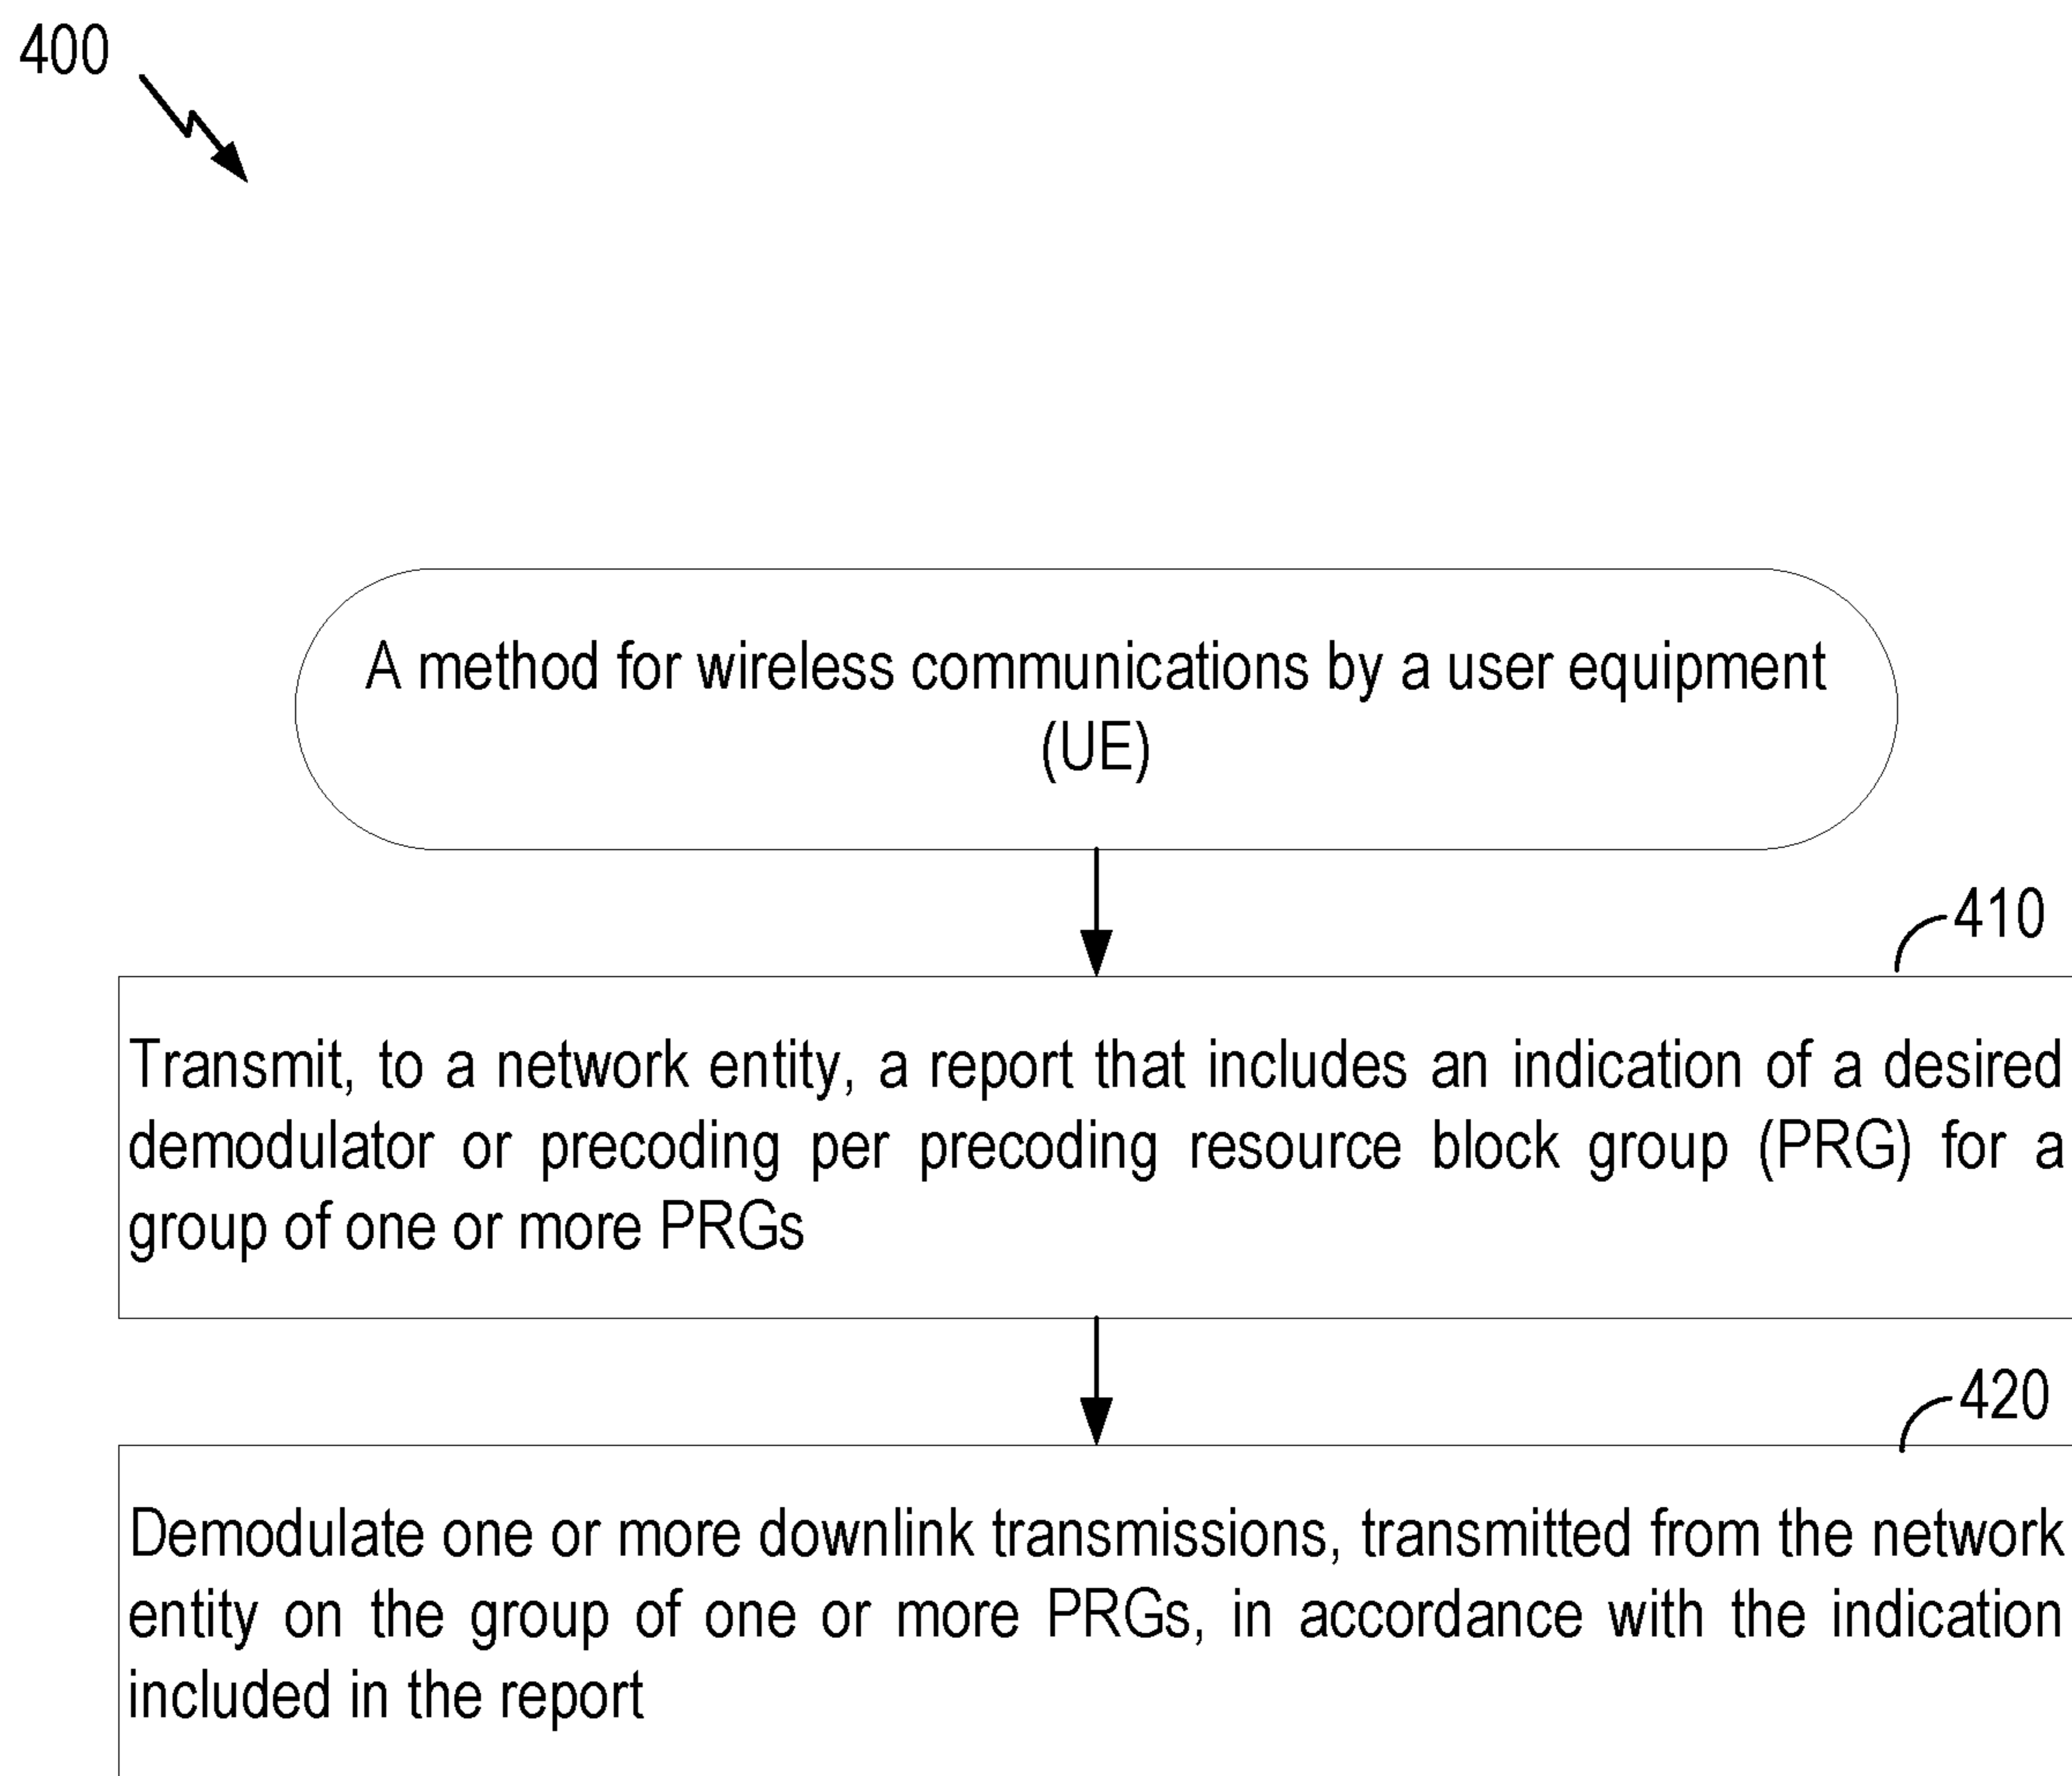 400
A method for wireless communications by a user equipment
(UE)
410
Transmit, to a network entity, a report that includes an indication of a desired
demodulator or precoding per precoding resource block group (PRG) for a
group of one or more PRGs
420
Demodulate one or more downlink transmissions, transmitted from the network
entity on the group of one or more PRGs, in accordance with the indication
included in the report